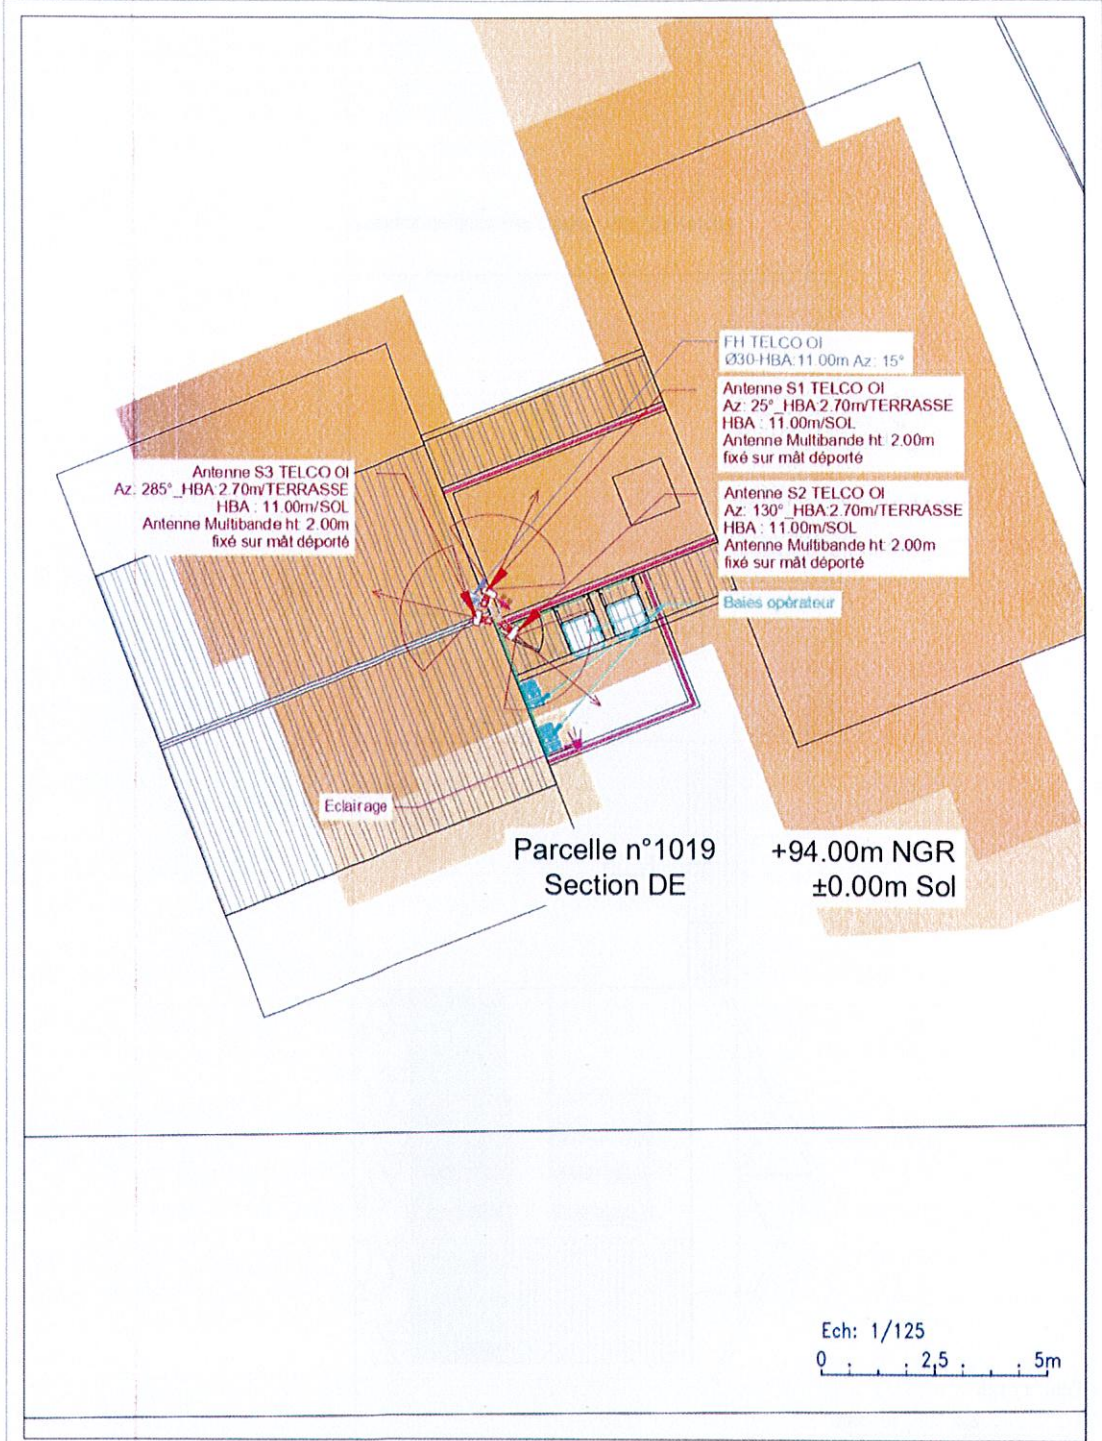 FH TELCO OI
Ø30-HBA:11.00m Az: 15°
Antenne S1 TELCO OI
Az: 25°_HBA:2.70m/TERRASSE
HBA : 11.00m/SOL
Antenne Multibande ht: 2.00m
fixé sur mât déporté
Antenne S3 TELCO OI
Az: 285°_HBA:2.70m/TERRASSE
HBA : 11.00m/SOL
Antenne Multibande ht: 2.00m
fixé sur mât déporté
Antenne S2 TELCO OI
Az: 130°_HBA:2.70m/TERRASSE
HBA : 11.00m/SOL
Antenne Multibande ht: 2.00m
fixé sur mât déporté
Baies opérateur
Eclairage
Parcelle n°1019
Section DE
+94.00m NGR
±0.00m Sol
Ech: 1/125
0 2,5 5m